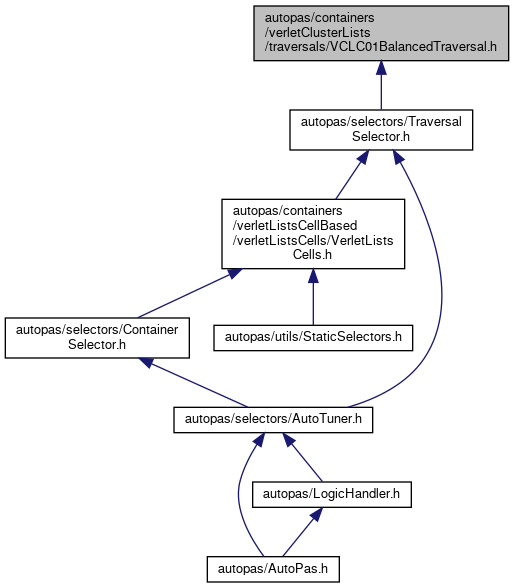 autopas/containers
/verletClusterLists
/traversals/VCLC01BalancedTraversal.h
autopas/selectors/Traversal
Selector.h
autopas/containers
/verletListsCellBased
/verletListsCells/VerletLists
Cells.h
autopas/selectors/Container
Selector.h
autopas/utils/StaticSelectors.h
autopas/selectors/AutoTuner.h
autopas/LogicHandler.h
autopas/AutoPas.h